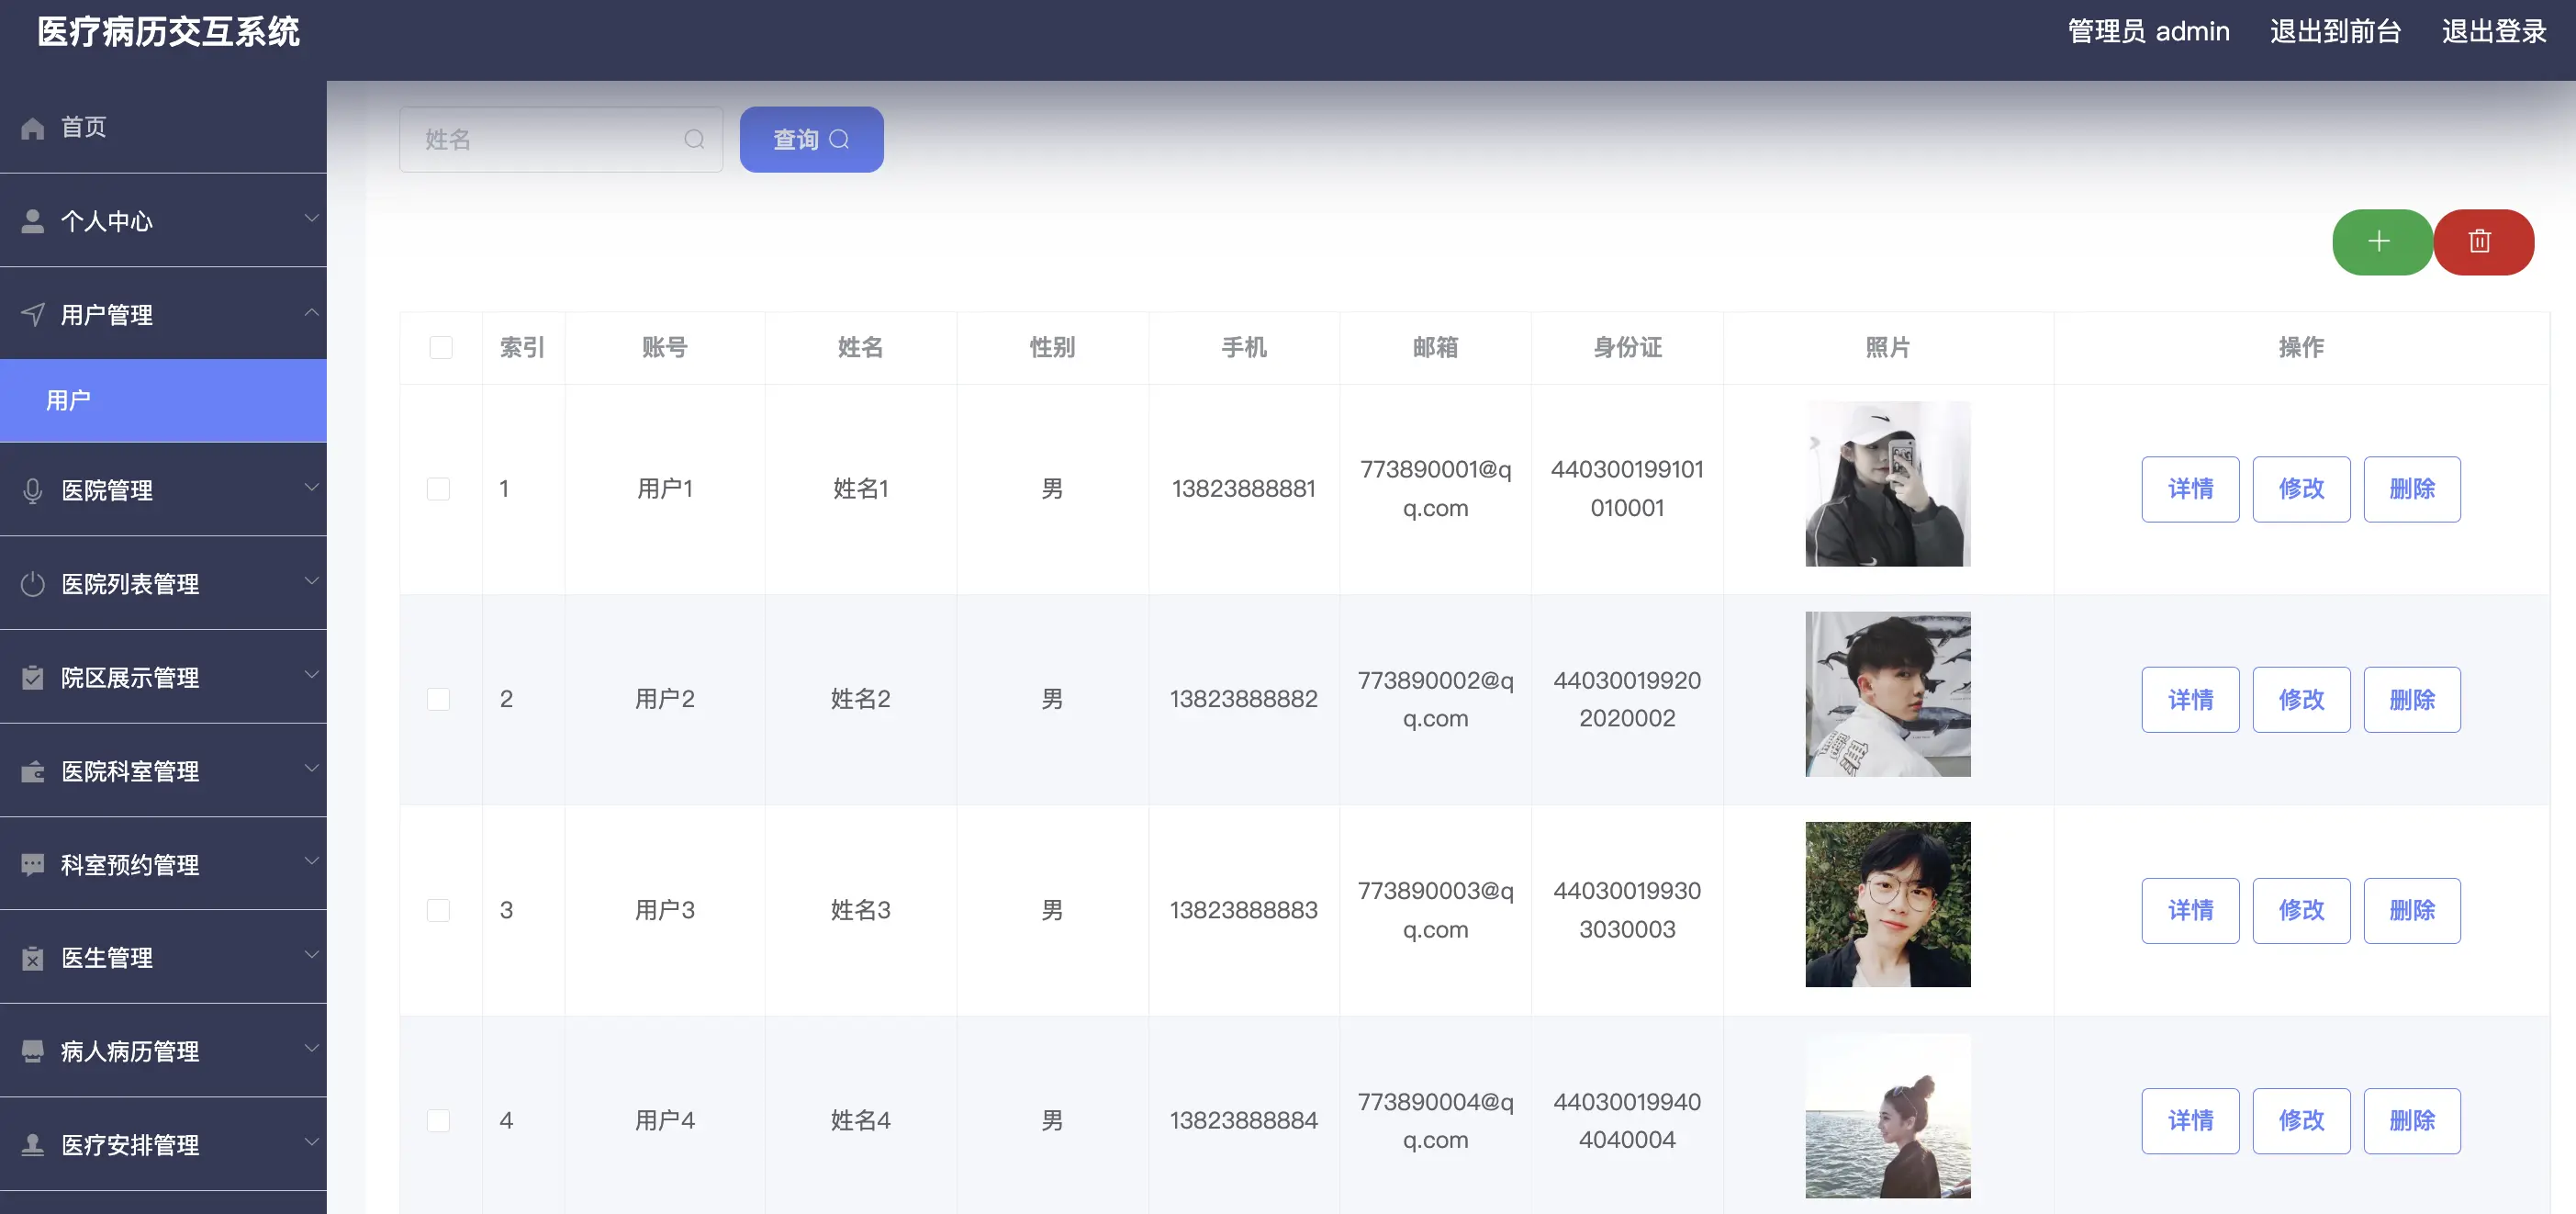 医疗病历交互系统
管理员 admin 退出到前台 退出登录
首页
个人中心
用户管理
用户
医院管理
医院列表管理
院区展示管理
医院科室管理
科室预约管理
医生管理
病人病历管理
医疗安排管理
姓名
查询
索引 账号 姓名 性别 手机 邮箱 身份证 照片 操作
1 用户1 姓名1 男 13823888881 773890001@q 440300199101 详情 修改 删除
q.com 010001
2 用户2 姓名2 男 13823888882 773890002@q 44030019920 详情 修改 删除
q.com 2020002
3 用户3 姓名3 男 13823888883 773890003@q 44030019930 详情 修改 删除
q.com 3030003
4 用户4 姓名4 男 13823888884 773890004@q 44030019940 详情 修改 删除
q.com 4040004